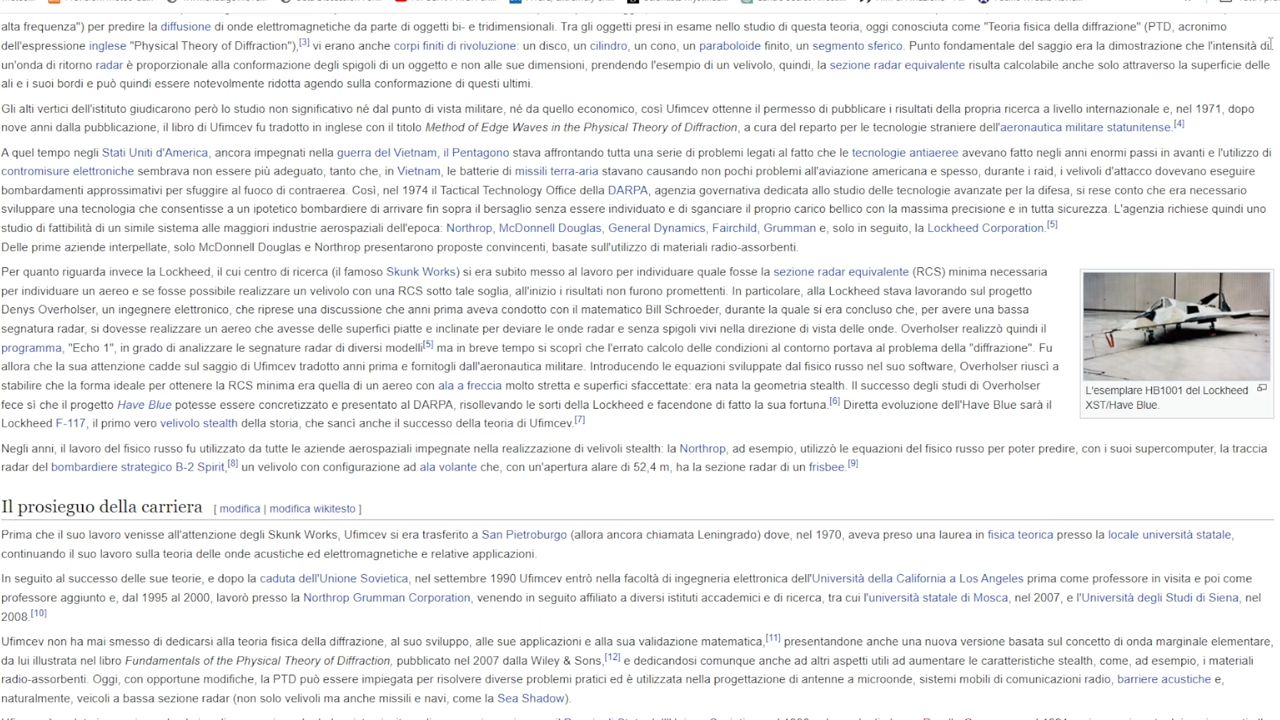 alta frequenza") per predire la diffusione di onde elettromagnetiche da parte di oggetti bi- e tridimensionali. Tra gli oggetti presi in esame nello studio di questa teoria, oggi conosciuta come "Teoria fisica della diffrazione" (PTD, acronimo
dell'espressione inglese "Physical Theory of Diffraction"),[3] vi erano anche corpi finiti di rivoluzione: un disco, un cilindro, un cono, un paraboloide finito, un segmento sferico. Punto fondamentale del saggio era la dimostrazione che l'intensità di
un'onda di ritorno radar è proporzionale alla conformazione degli spigoli di un oggetto e non alle sue dimensioni, prendendo l'esempio di un velivolo, quindi, la sezione radar equivalente risulta calcolabile anche solo attraverso la superficie delle
ali e i suoi bordi e può quindi essere notevolmente ridotta agendo sulla conformazione di questi ultimi.
Gli alti vertici dell'istituto giudicarono però lo studio non significativo né dal punto di vista militare, né da quello economico, così Ufimcev ottenne il permesso di pubblicare i risultati della propria ricerca a livello internazionale e, nel 1971, dopo
nove anni dalla pubblicazione, il libro di Ufimcev fu tradotto in inglese con il titolo Method of Edge Waves in the Physical Theory of Diffraction, a cura del reparto per le tecnologie straniere dell'aeronautica militare statunitense.[4]
A quel tempo negli Stati Uniti d'America, ancora impegnati nella guerra del Vietnam, il Pentagono stava affrontando tutta una serie di problemi legati al fatto che le tecnologie antiaeree avevano fatto negli anni enormi passi in avanti e l'utilizzo di
contromisure elettroniche sembrava non essere più adeguato, tanto che, in Vietnam, le batterie di missili terra-aria stavano causando non pochi problemi all'aviazione americana e spesso, durante i raid, i velivoli d'attacco dovevano eseguire
bombardamenti approssimativi per sfuggire al fuoco di contraerea. Così, nel 1974 il Tactical Technology Office della DARPA, agenzia governativa dedicata allo studio delle tecnologie avanzate per la difesa, si rese conto che era necessario
sviluppare una tecnologia che consentisse a un ipotetico bombardiere di arrivare fin sopra il bersaglio senza essere individuato e di sganciare il proprio carico bellico con la massima precisione e in tutta sicurezza. L'agenzia richiese quindi uno
studio di fattibilità di un simile sistema alle maggiori industrie aerospaziali dell'epoca: Northrop, McDonnell Douglas, General Dynamics, Fairchild, Grumman e, solo in seguito, la Lockheed Corporation.[5]
Delle prime aziende interpellate, solo McDonnell Douglas e Northrop presentarono proposte convincenti, basate sull'utilizzo di materiali radio-assorbenti.
Per quanto riguarda invece la Lockheed, il cui centro di ricerca (il famoso Skunk Works) si era subito messo al lavoro per individuare quale fosse la sezione radar equivalente (RCS) minima necessaria
per individuare un aereo e se fosse possibile realizzare un velivolo con una RCS sotto tale soglia, all'inizio i risultati non furono promettenti. In particolare, alla Lockheed stava lavorando sul progetto
Denys Overholser, un ingegnere elettronico, che riprese una discussione che anni prima aveva condotto con il matematico Bill Schroeder, durante la quale si era concluso che, per avere una bassa
segnatura radar, si dovesse realizzare un aereo che avesse delle superfici piatte e inclinate per deviare le onde radar e senza spigoli vivi nella direzione di vista delle onde. Overholser realizzò quindi il
programma, "Echo 1", in grado di analizzare le segnature radar di diversi modelli[5] ma in breve tempo si scoprì che l'errato calcolo delle condizioni al contorno portava al problema della "diffrazione". Fu
allora che la sua attenzione cadde sul saggio di Ufimcev tradotto anni prima e fornitogli dall'aeronautica militare. Introducendo le equazioni sviluppate dal fisico russo nel suo software, Overholser riuscì a
stabilire che la forma ideale per ottenere la RCS minima era quella di un aereo con ala a freccia molto stretta e superfici sfaccettate: era nata la geometria stealth. Il successo degli studi di Overholser
fece sì che il progetto Have Blue potesse essere concretizzato e presentato al DARPA, risollevando le sorti della Lockheed e facendone di fatto la sua fortuna.[6] Diretta evoluzione dell'Have Blue sarà il
Lockheed F-117, il primo vero velivolo stealth della storia, che sancì anche il successo della teoria di Ufimcev.[7]
L'esemplare HB1001 del Lockheed
XST/Have Blue.
Negli anni, il lavoro del fisico russo fu utilizzato da tutte le aziende aerospaziali impegnate nella realizzazione di velivoli stealth: la Northrop, ad esempio, utilizzò le equazioni del fisico russo per poter predire, con i suoi supercomputer, la traccia
radar del bombardiere strategico B-2 Spirit,[8] un velivolo con configurazione ad ala volante che, con un'apertura alare di 52,4 m, ha la sezione radar di un frisbee.[9]
Il prosieguo della carriera [ modifica | modifica wikitesto ]
Prima che il suo lavoro venisse all'attenzione degli Skunk Works, Ufimcev si era trasferito a San Pietroburgo (allora ancora chiamata Leningrado) dove, nel 1970, aveva preso una laurea in fisica teorica presso la locale università statale,
continuando il suo lavoro sulla teoria delle onde acustiche ed elettromagnetiche e relative applicazioni.
In seguito al successo delle sue teorie, e dopo la caduta dell'Unione Sovietica, nel settembre 1990 Ufimcev entrò nella facoltà di ingegneria elettronica dell'Università della California a Los Angeles prima come professore in visita e poi come
professore aggiunto e, dal 1995 al 2000, lavorò presso la Northrop Grumman Corporation, venendo in seguito affiliato a diversi istituti accademici e di ricerca, tra cui l'università statale di Mosca, nel 2007, e l'Università degli Studi di Siena, nel
2008.[10]
Ufimcev non ha mai smesso di dedicarsi alla teoria fisica della diffrazione, al suo sviluppo, alle sue applicazioni e alla sua validazione matematica,[11] presentandone anche una nuova versione basata sul concetto di onda marginale elementare,
da lui illustrata nel libro Fundamentals of the Physical Theory of Diffraction, pubblicato nel 2007 dalla Wiley & Sons,[12] e dedicandosi comunque anche ad altri aspetti utili ad aumentare le caratteristiche stealth, come, ad esempio, i materiali
radio-assorbenti. Oggi, con opportune modifiche, la PTD può essere impiegata per risolvere diverse problemi pratici ed è utilizzata nella progettazione di antenne a microonde, sistemi mobili di comunicazioni radio, barriere acustiche e,
naturalmente, veicoli a bassa sezione radar (non solo velivoli ma anche missili e navi, come la Sea Shadow).